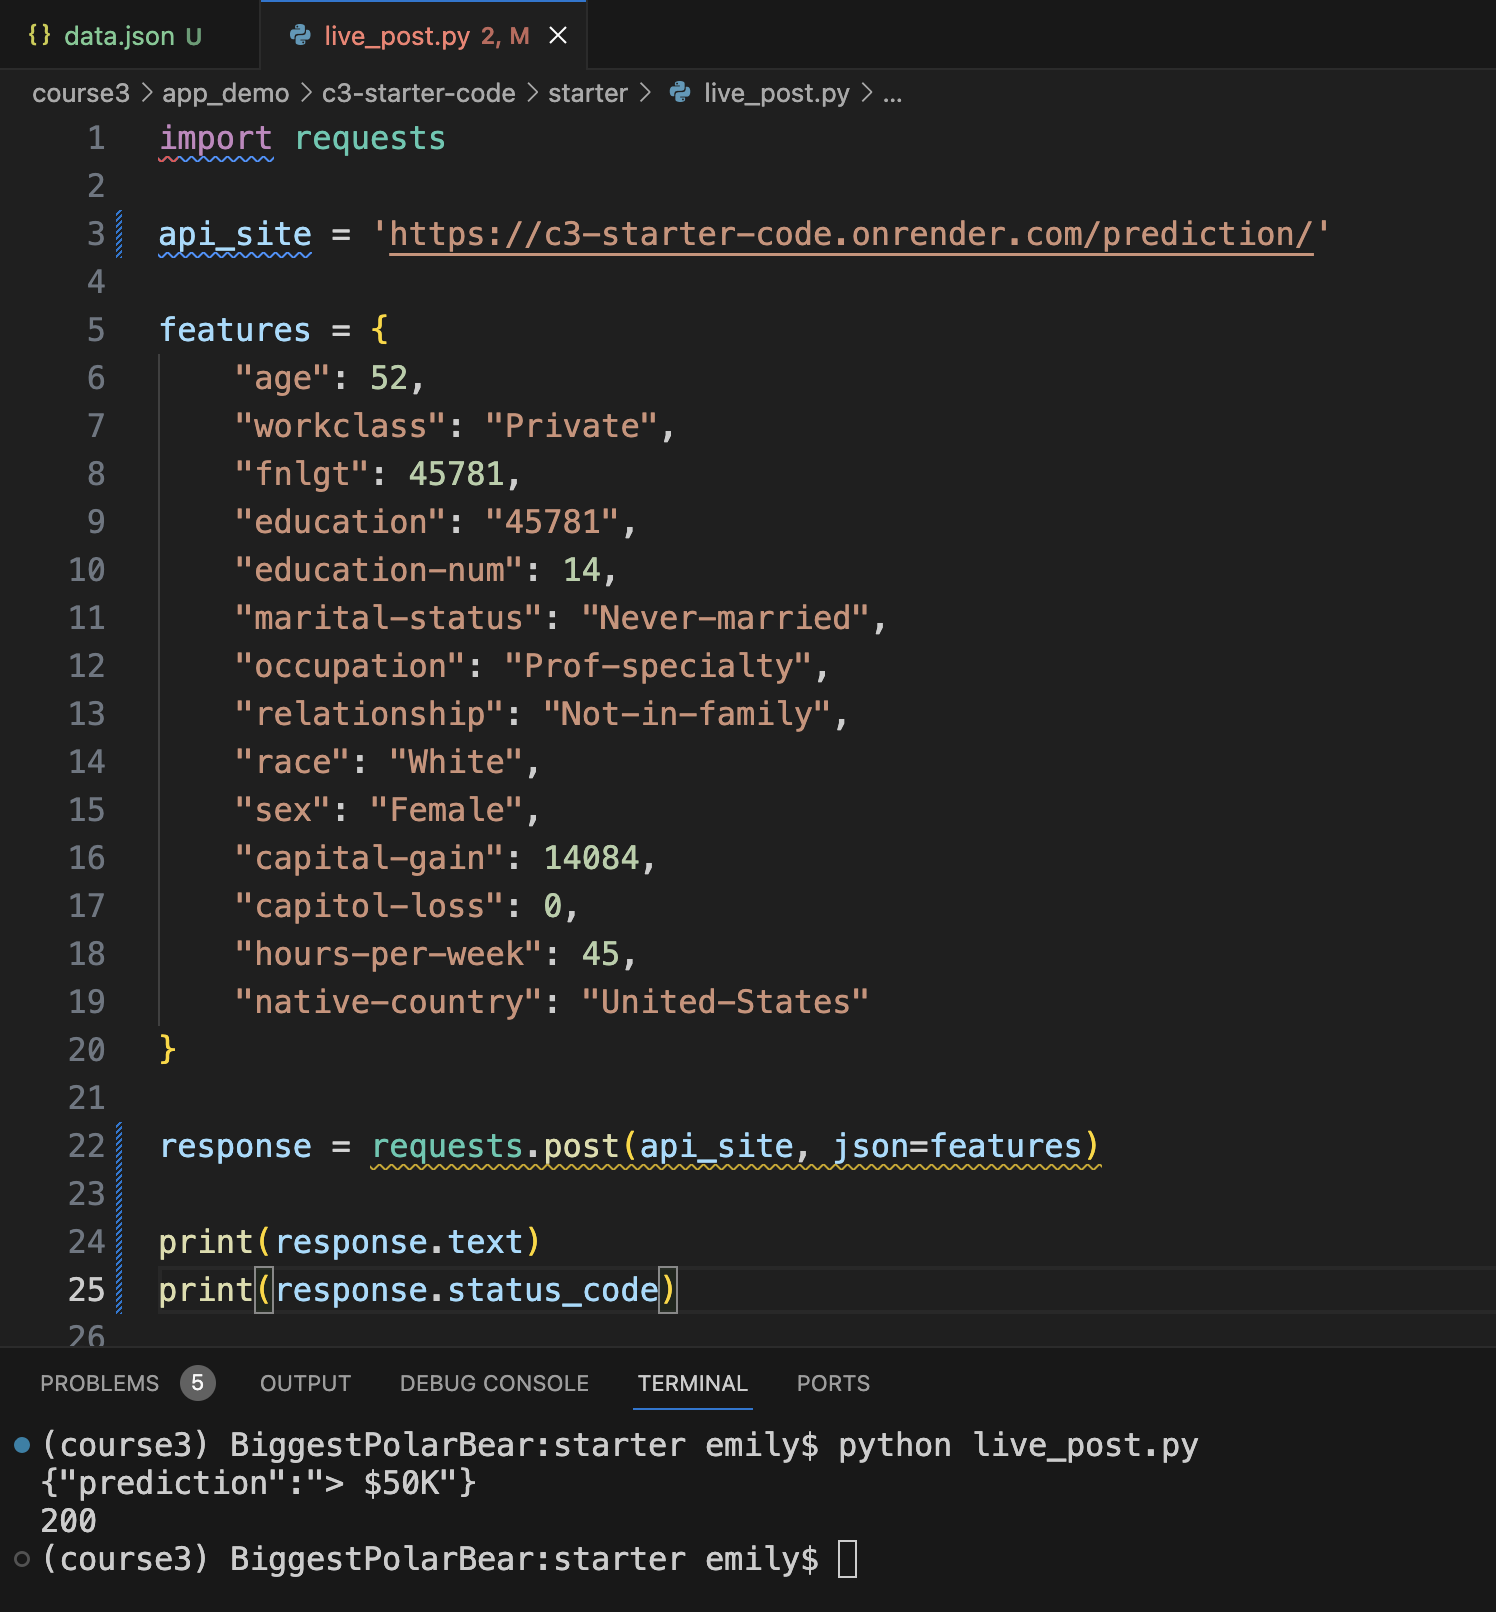 {} data.json U
live_post.py 2, M ×
course3 > app_demo > c3-starter-code > starter > live_post.py > ...
1 import requests
2
3 api_site = 'https://c3-starter-code.onrender.com/prediction/'
4
5 features = {
6 "age": 52,
7 "workclass": "Private",
8 "fnlgt": 45781,
9 "education": "45781",
10 "education-num": 14,
11 "marital-status": "Never-married",
12 "occupation": "Prof-specialty",
13 "relationship": "Not-in-family",
14 "race": "White",
15 "sex": "Female",
16 "capital-gain": 14084,
17 "capitol-loss": 0,
18 "hours-per-week": 45,
19 "native-country": "United-States"
20 }
21
22 response = requests.post(api_site, json=features)
23
24 print(response.text)
25 print(response.status_code)
26
PROBLEMS 5 OUTPUT DEBUG CONSOLE TERMINAL PORTS
(course3) BiggestPolarBear:starter emily$ python live_post.py
{"prediction":"> $50K"}
200
(course3) BiggestPolarBear:starter emily$